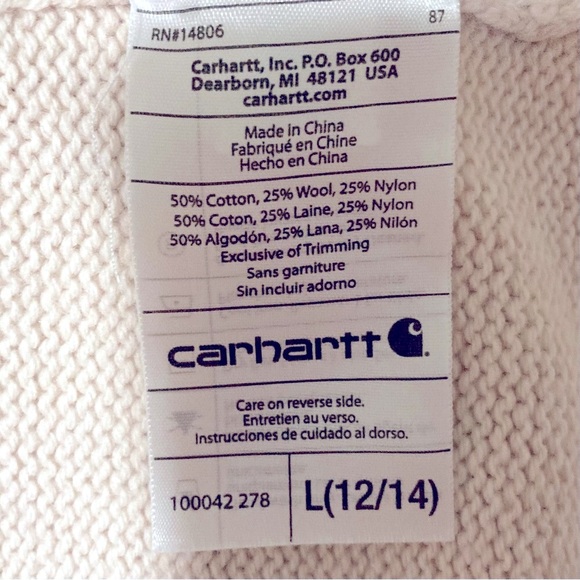 RN#14806 87
Carhartt, Inc. P.O. Box 600
Dearborn, MI 48121 USA
carhartt.com
Made in China
Fabriqué en Chine
Hecho en China
50% Cotton, 25% Wool, 25% Nylon
50% Coton, 25% Laine, 25% Nylon
50% Algodón, 25% Lana, 25% Nilón
Exclusive of Trimming
Sans garniture
Sin incluir adorno
carhartt
Care on reverse side.
Entretien au verso.
Instrucciones de cuidado al dorso.
100042 278 L(12/14)